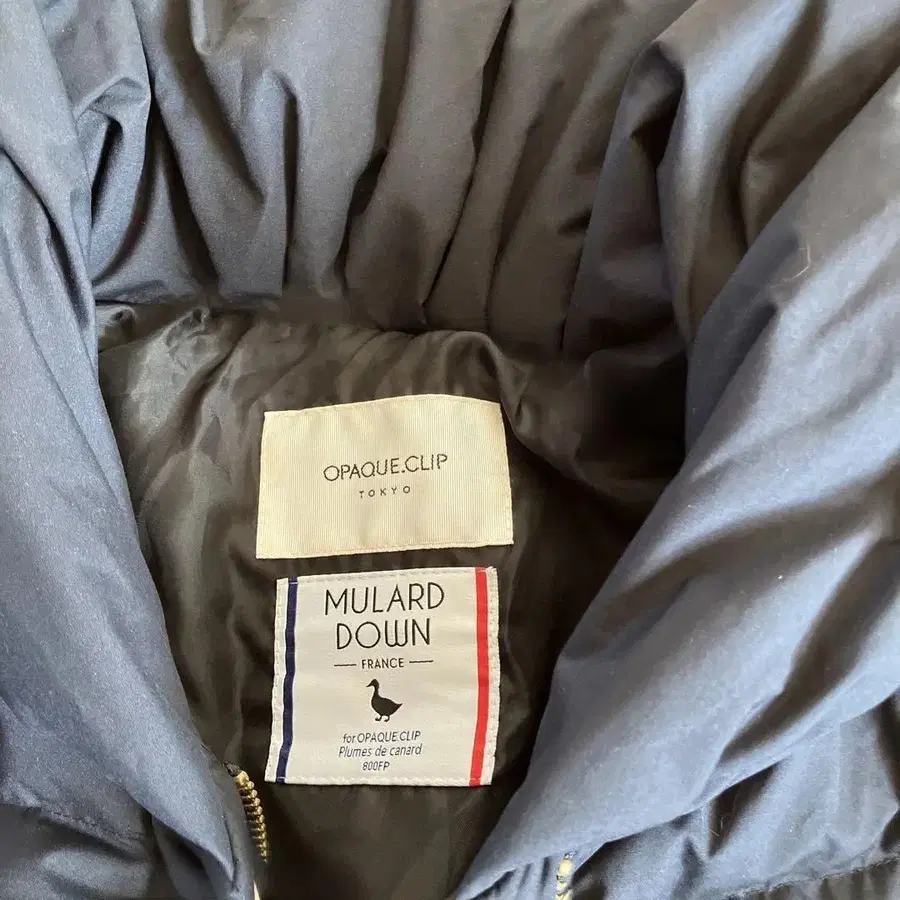 OPAQUE.CLIP
TOKYO
MULARD
DOWN
FRANCE
for OPAQUE.CLIP
Plumes de canard
800FP